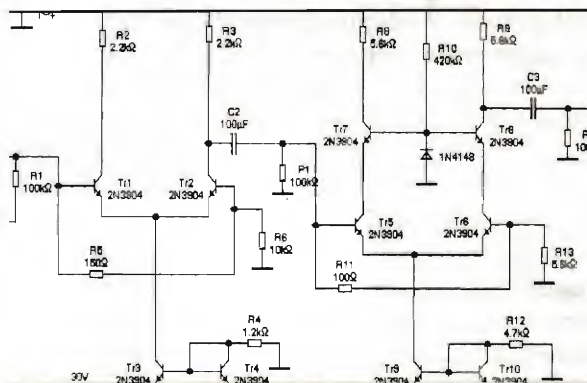 R2
2.2kΩ
R3
2.2kΩ
R8
5.6kΩ
R10
420kΩ
R9
5.6kΩ
C3
100µF
C2
100µF
Tr7
2N3904
1N4148
Tr8
2N3904
R1
100kΩ
Tr1
2N3904
Tr2
2N3904
P1
100kΩ
Tr5
2N3904
Tr6
2N3904
R6
10kΩ
R5
150Ω
R11
100Ω
R13
5.6kΩ
R4
1.2kΩ
R12
4.7kΩ
30V
Tr3
2N3904
Tr4
2N3904
Tr9
2N3904
Tr10
2N3904